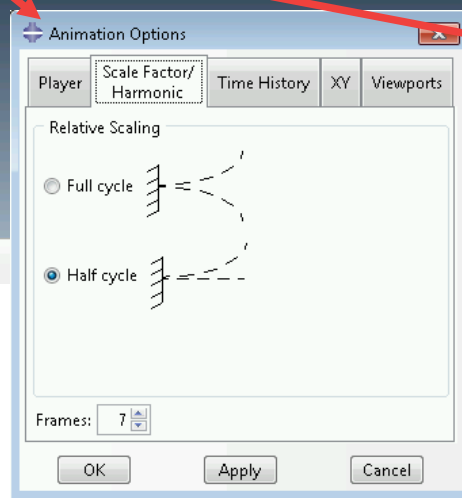 Animation Options
Player
Scale Factor/
Harmonic
Time History
XY
Viewports
Relative Scaling
Full cycle
Half cycle
Frames: 7
OK
Apply
Cancel